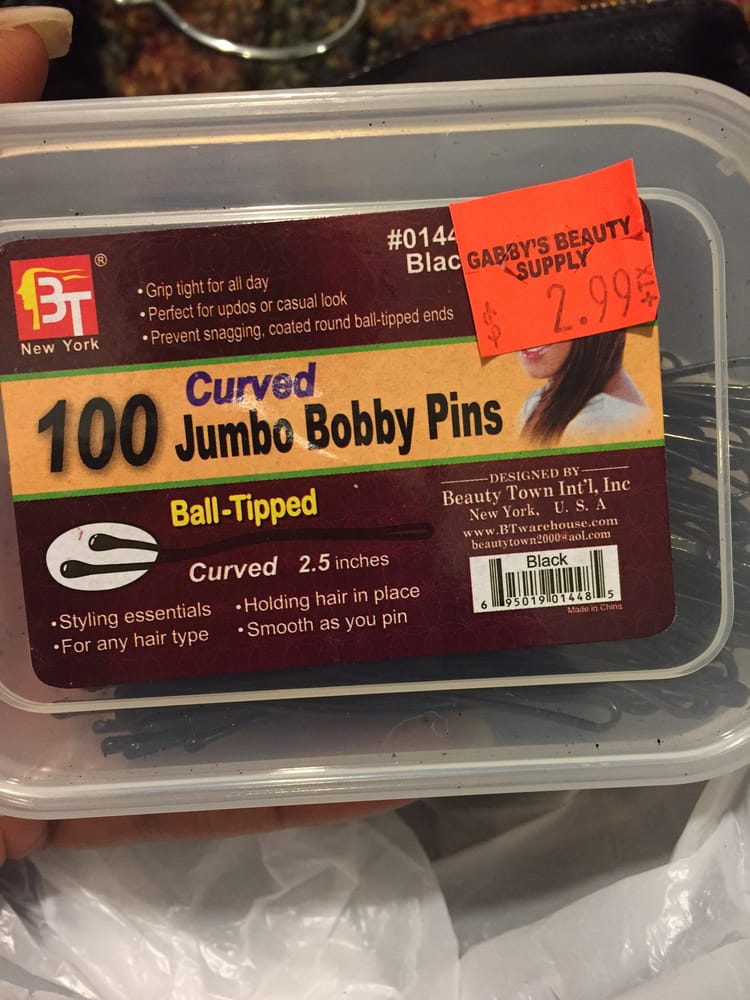 #0144
Blac
GABBY'S BEAUTY
SUPPLY
$ 2.99 +TX
BT
®
New York
•Grip tight for all day
•Perfect for updos or casual look
•Prevent snagging, coated round ball-tipped ends
100 Curved
Jumbo Bobby Pins
Ball-Tipped
Curved 2.5 inches
•Styling essentials
•For any hair type
•Holding hair in place
•Smooth as you pin
DESIGNED BY
Beauty Town Int'l, Inc
New York, U. S. A
www.BTwarehouse.com
beautytown2000@aol.com
Black
6 95019 01448 5
Made in China